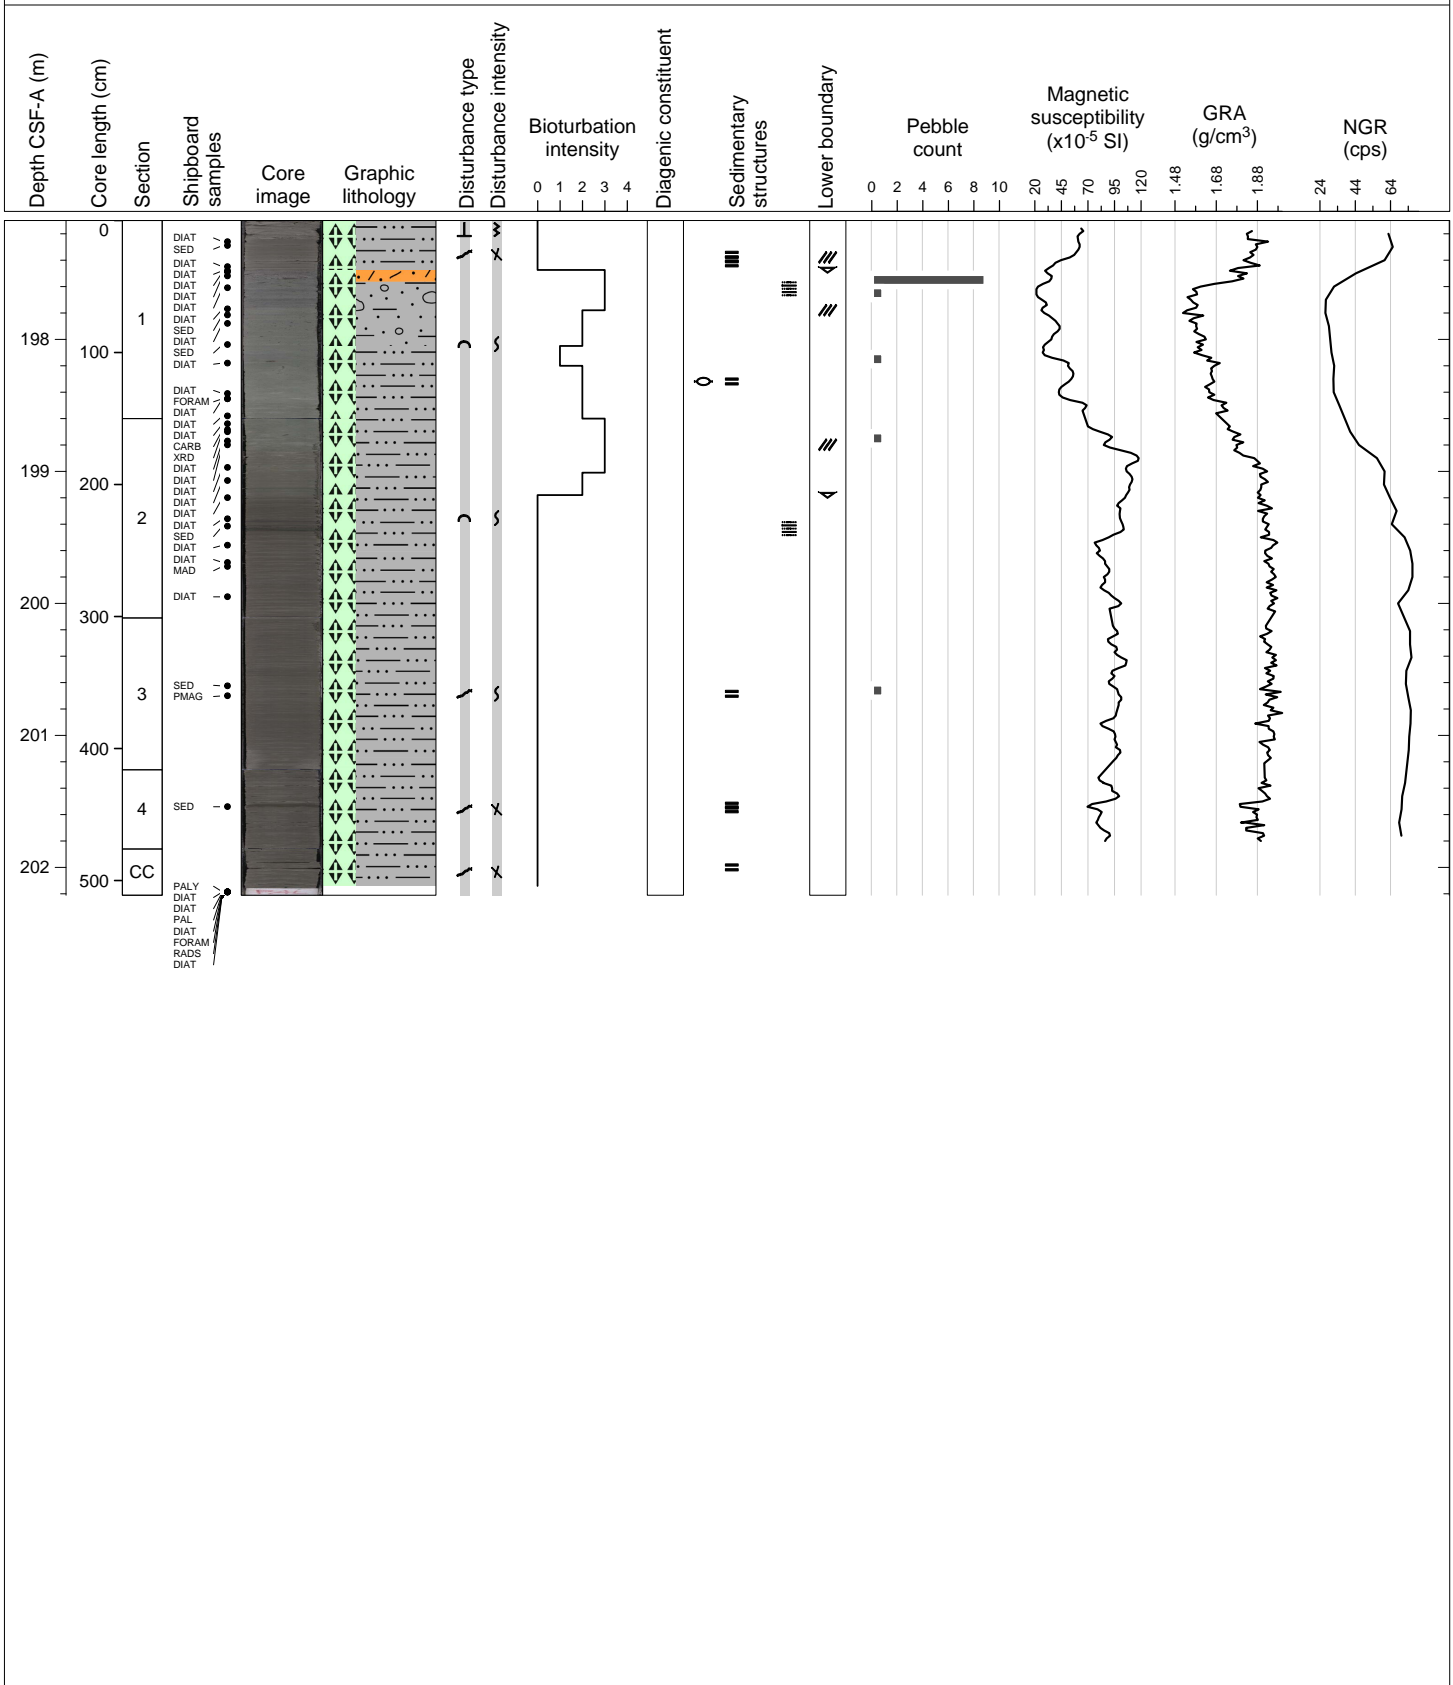 Depth CSF-A (m)
Core length (cm)
Section
Shipboard
samples
Core
image
Graphic
lithology
Disturbance type
Disturbance intensity
Bioturbation
intensity
0 1 2 3 4
Diagenic constituent
Sedimentary
structures
Lower boundary
Pebble
count
0 2 4 6 8 10
Magnetic
susceptibility
(x10-5 SI)
20 45 70 95 120
GRA
(g/cm3)
1.48 1.68 1.88
NGR
(cps)
24 44 64
198
199
200
201
202
0
100
200
300
400
500
1
2
3
4
CC
DIAT
SED
DIAT
DIAT
DIAT
DIAT
DIAT
DIAT
SED
DIAT
SED
DIAT
DIAT
FORAM
DIAT
DIAT
DIAT
CARB
XRD
DIAT
DIAT
DIAT
DIAT
DIAT
DIAT
SED
DIAT
DIAT
MAD
DIAT
SED
PMAG
SED
PALY
DIAT
DIAT
PAL
DIAT
FORAM
RADS
DIAT